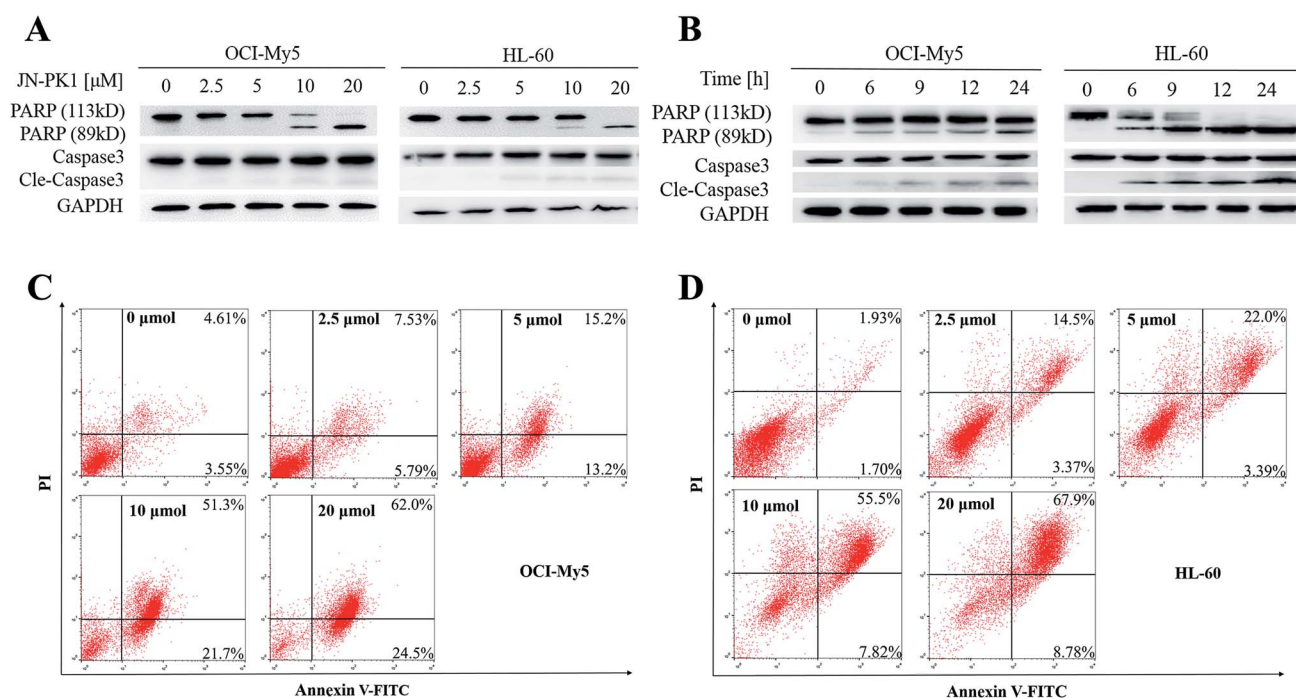 A
OCI-My5 HL-60
JN-PK1 [μM] 0 2.5 5 10 20 0 2.5 5 10 20
PARP (113kD)
PARP (89kD)
Caspase3
Cle-Caspase3
GAPDH
B
OCI-My5 HL-60
Time [h] 0 6 9 12 24 0 6 9 12 24
PARP (113kD)
PARP (89kD)
Caspase3
Cle-Caspase3
GAPDH
C
0 μmol 4.61%
3.55%
2.5 μmol 7.53%
5.79%
5 μmol 15.2%
13.2%
10 μmol 51.3%
21.7%
20 μmol 62.0%
24.5%
OCI-My5
PI
Annexin V-FITC
D
0 μmol 1.93%
1.70%
2.5 μmol 14.5%
3.37%
5 μmol 22.0%
3.39%
10 μmol 55.5%
7.82%
20 μmol 67.9%
8.78%
HL-60
PI
Annexin V-FITC